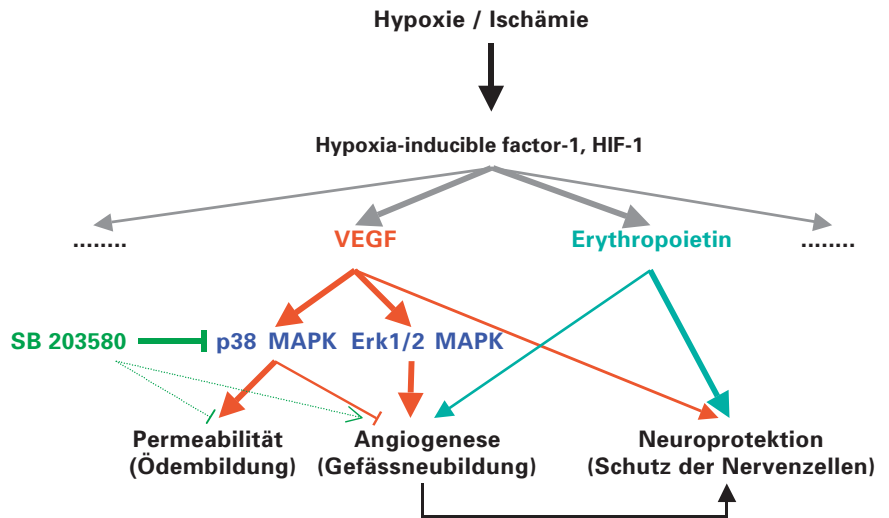 Hypoxie / Ischämie
Hypoxia-inducible factor-1, HIF-1
........ VEGF Erythropoietin ........
SB 203580 p38 MAPK Erk1/2 MAPK
Permeabilität Angiogenese Neuroprotektion
(Ödembildung) (Gefässneubildung) (Schutz der Nervenzellen)